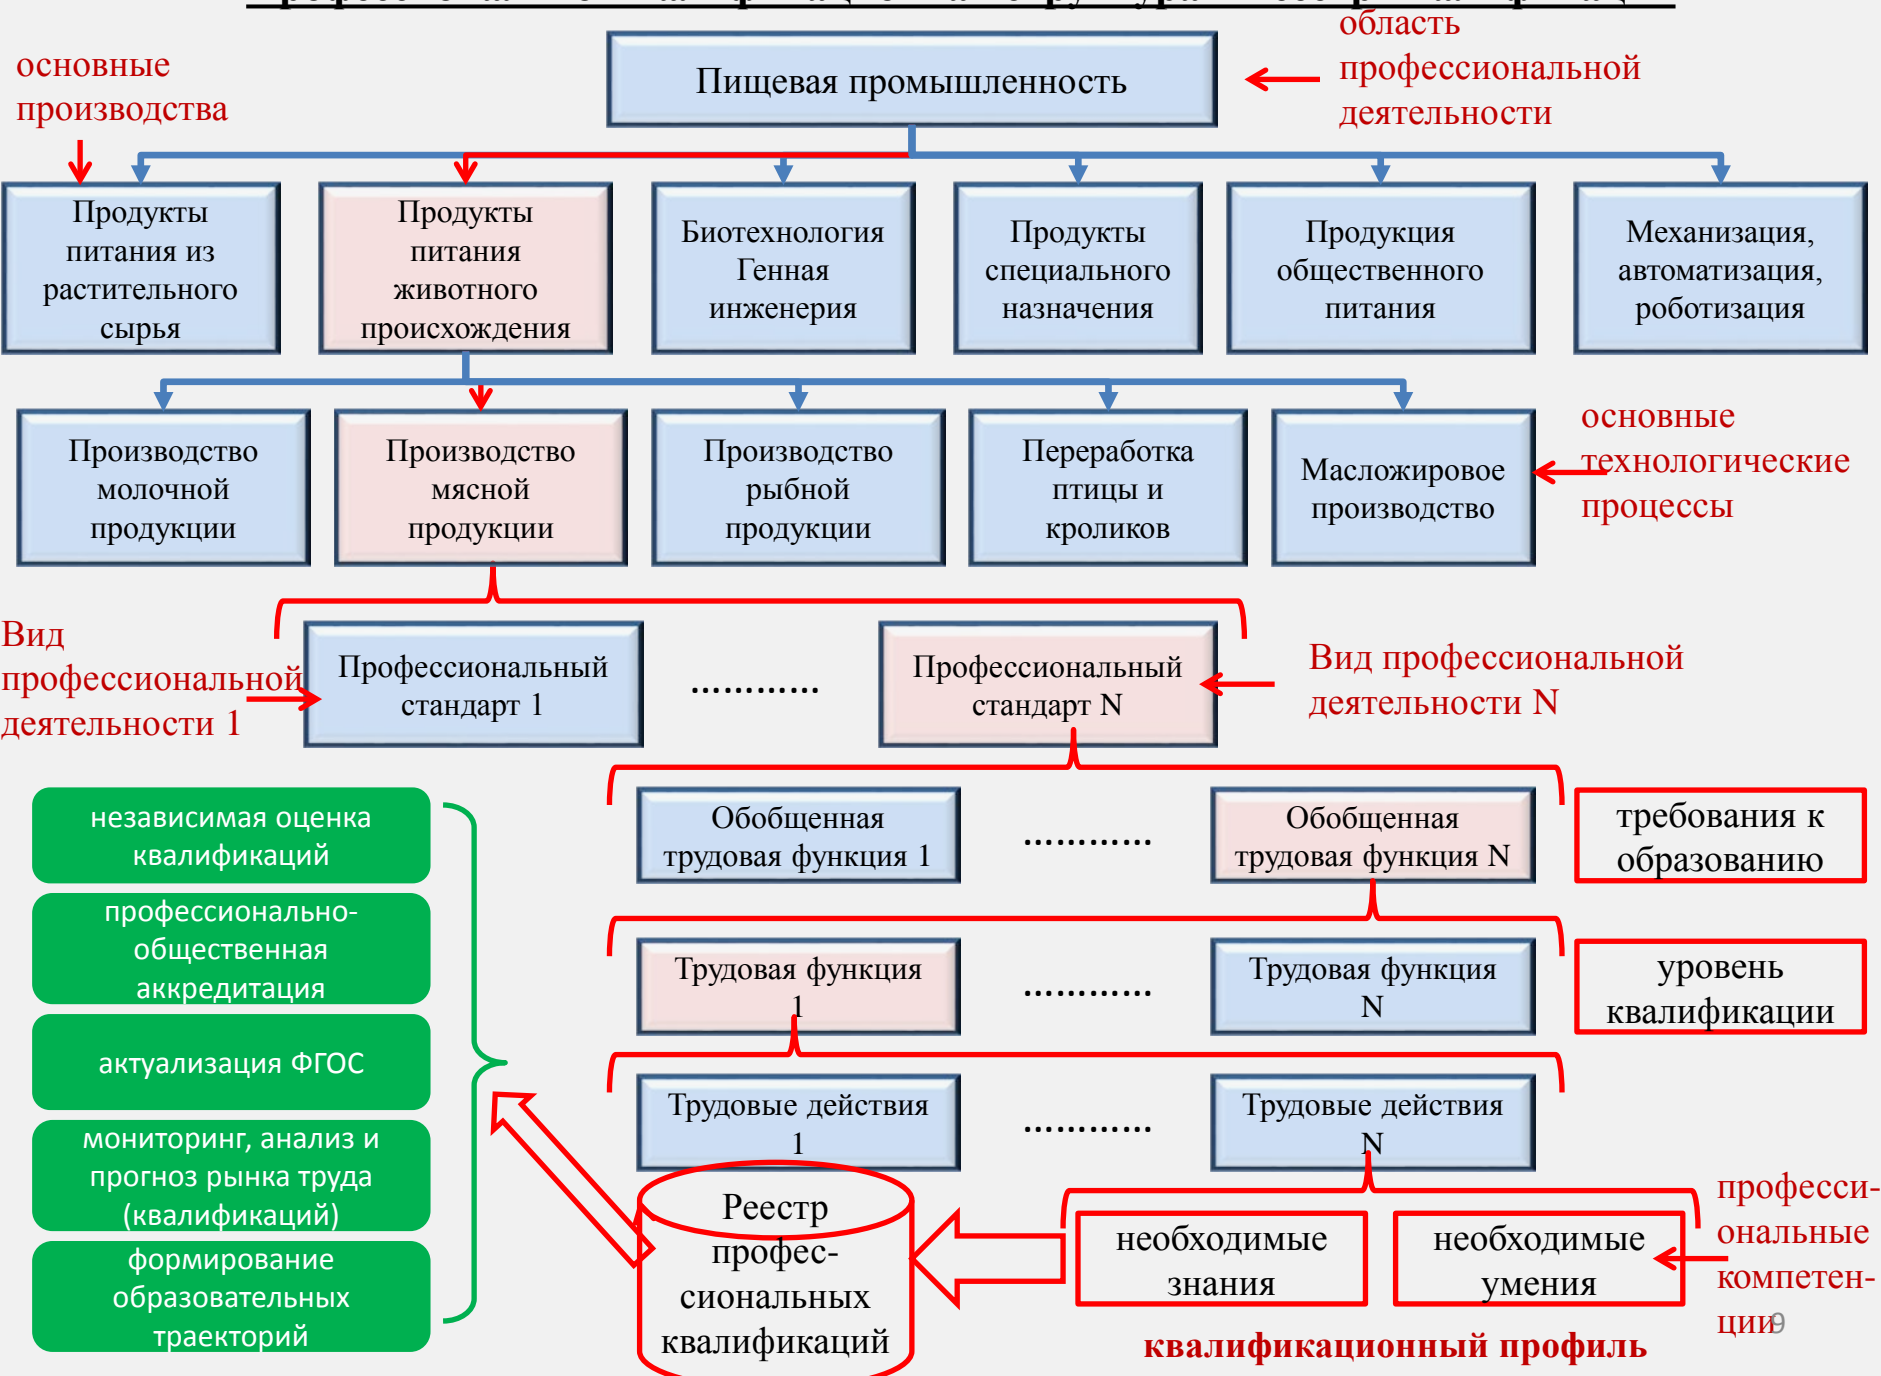 область
профессиональной
деятельности
основные
производства
Пищевая промышленность
Продукты
питания из
растительного
сырья
Продукты
питания
животного
происхождения
Биотехнология
Генная
инженерия
Продукты
специального
назначения
Продукция
общественного
питания
Механизация,
автоматизация,
роботизация
Производство
молочной
продукции
Производство
мясной
продукции
Производство
рыбной
продукции
Переработка
птицы и
кроликов
Масложировое
производство
основные
технологические
процессы
Вид
профессиональной
деятельности 1
Профессиональный
стандарт 1
…………
Профессиональный
стандарт N
Вид профессиональной
деятельности N
Обобщенная
трудовая функция 1
…………
Обобщенная
трудовая функция N
требования к
образованию
Трудовая функция
1
…………
Трудовая функция
N
уровень
квалификации
Трудовые действия
1
…………
Трудовые действия
N
независимая оценка
квалификаций
профессионально-
общественная
аккредитация
актуализация ФГОС
мониторинг, анализ и
прогноз рынка труда
(квалификаций)
формирование
образовательных
траекторий
Реестр
профес-
сиональных
квалификаций
необходимые
знания
необходимые
умения
професси-
ональные
компетен-
ции
квалификационный профиль
9